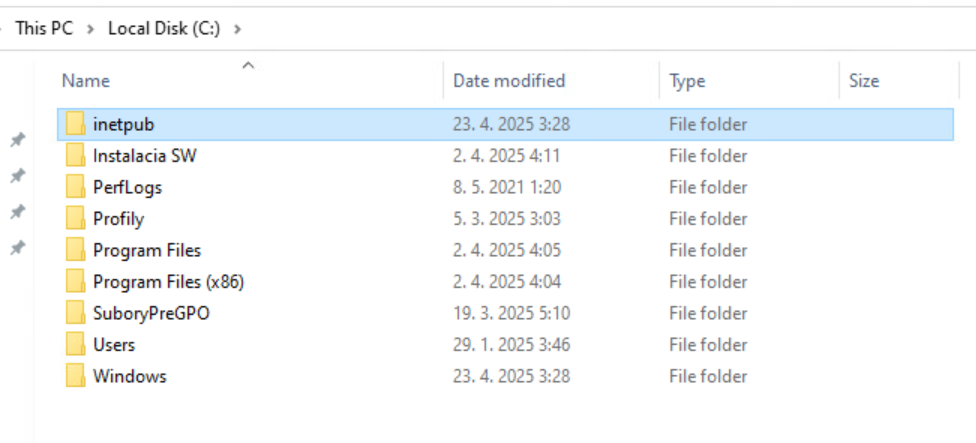 This PC > Local Disk (C:) >
Name Date modified Type Size
inetpub 23. 4. 2025 3:28 File folder
Instalacia SW 2. 4. 2025 4:11 File folder
PerfLogs 8. 5. 2021 1:20 File folder
Profily 5. 3. 2025 3:03 File folder
Program Files 2. 4. 2025 4:05 File folder
Program Files (x86) 2. 4. 2025 4:04 File folder
SuboryPreGPO 19. 3. 2025 5:10 File folder
Users 29. 1. 2025 3:46 File folder
Windows 23. 4. 2025 3:28 File folder